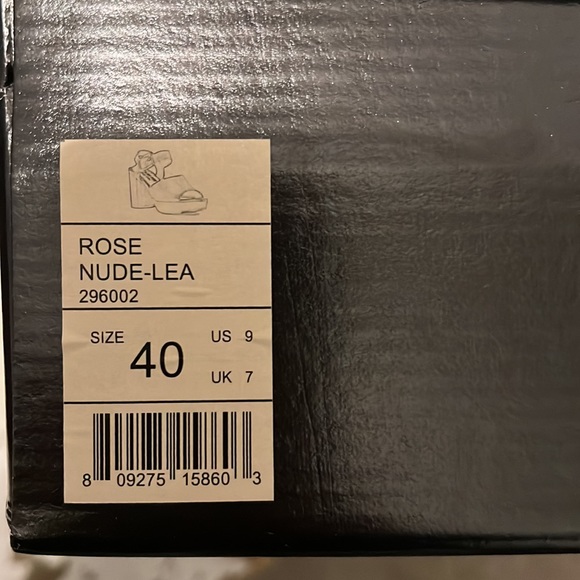 ROSE
NUDE-LEA
296002
SIZE 40 US 9
UK 7
8 09275 15860 3